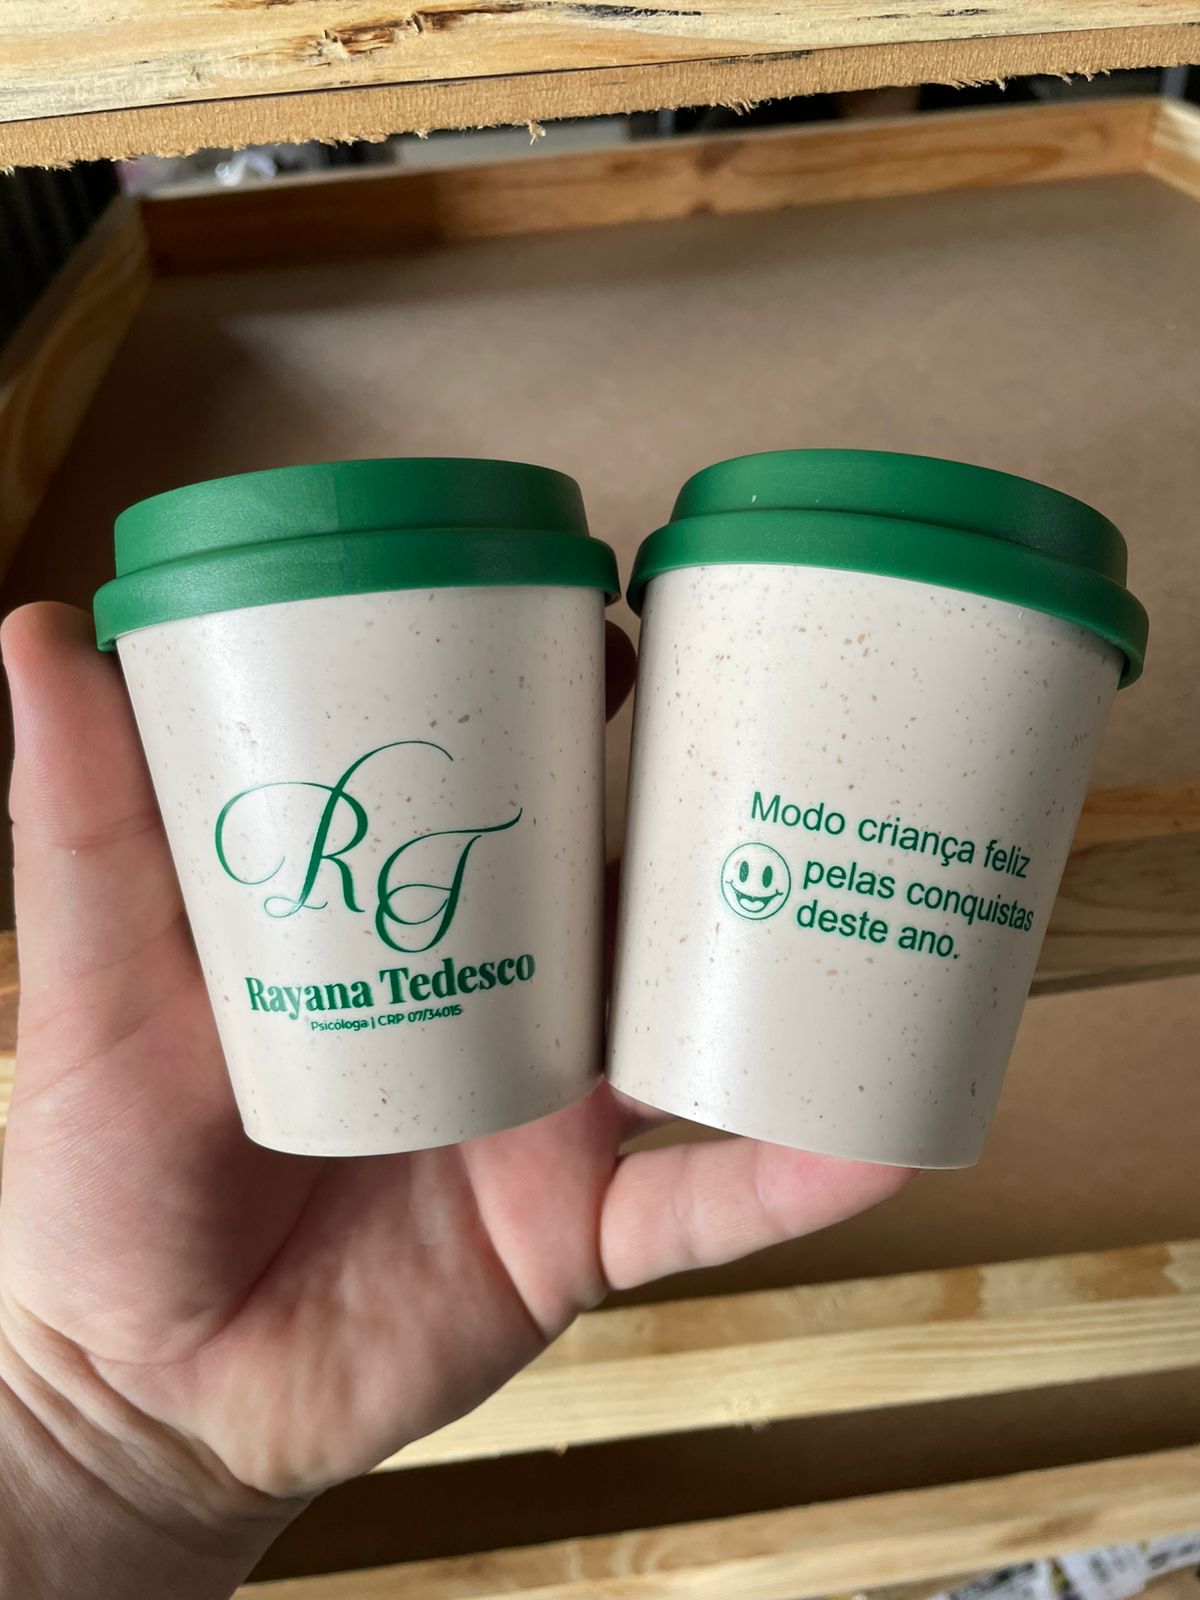 RT
Rayana Tedesco
Psicóloga | CRP 07/34015
Modo criança feliz
pelas conquistas
deste ano.